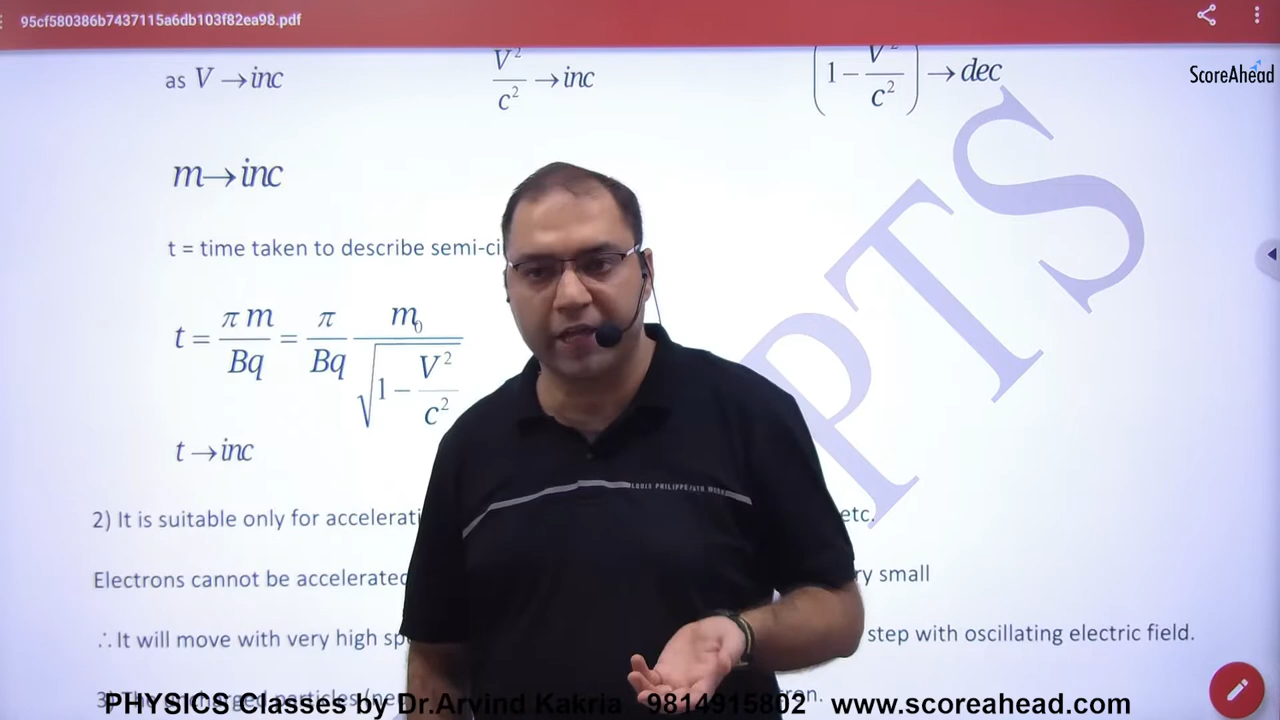 95cf580386b7437115a6db103f82ea98.pdf
ScoreAhead
as V → inc
V²/c² → inc
(1 − V²/c²) → dec
m → inc
t = time taken to describe semi-ci
t = π m / Bq = π / Bq m₀ / √(1 − V²/c²)
t → inc
2) It is suitable only for accelerati etc.
Electrons cannot be accelerated ry small
∴ It will move with very high sp step with oscillating electric field.
PTS
LOUIS PHILIPPE
PHYSICS Classes by Dr.Arvind Kakria 9814915802 www.scoreahead.com